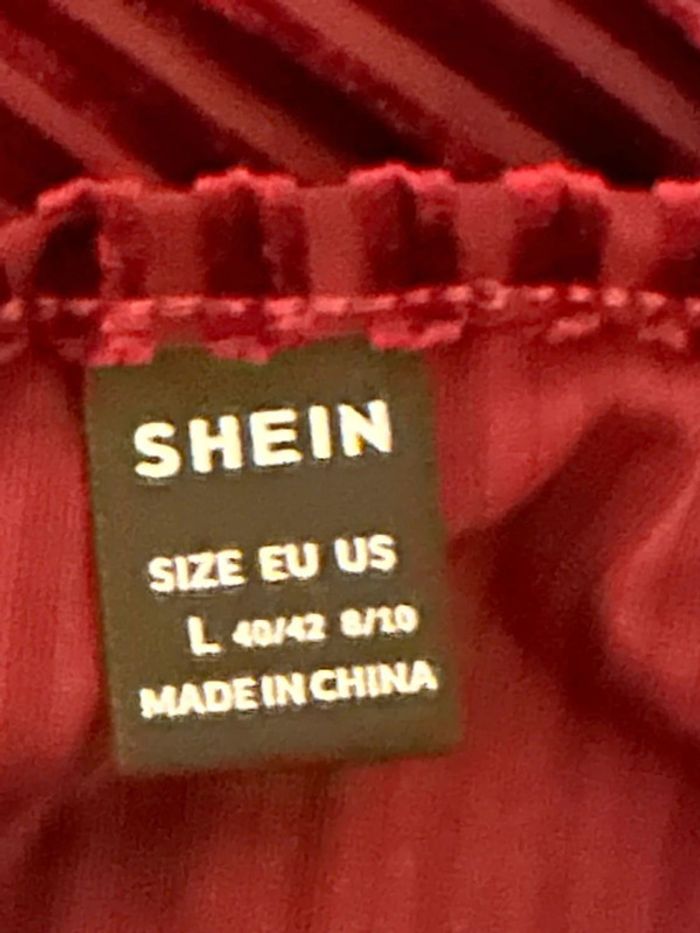 SHEIN
SIZE EU US
L 40/42 8/10
MADE IN CHINA